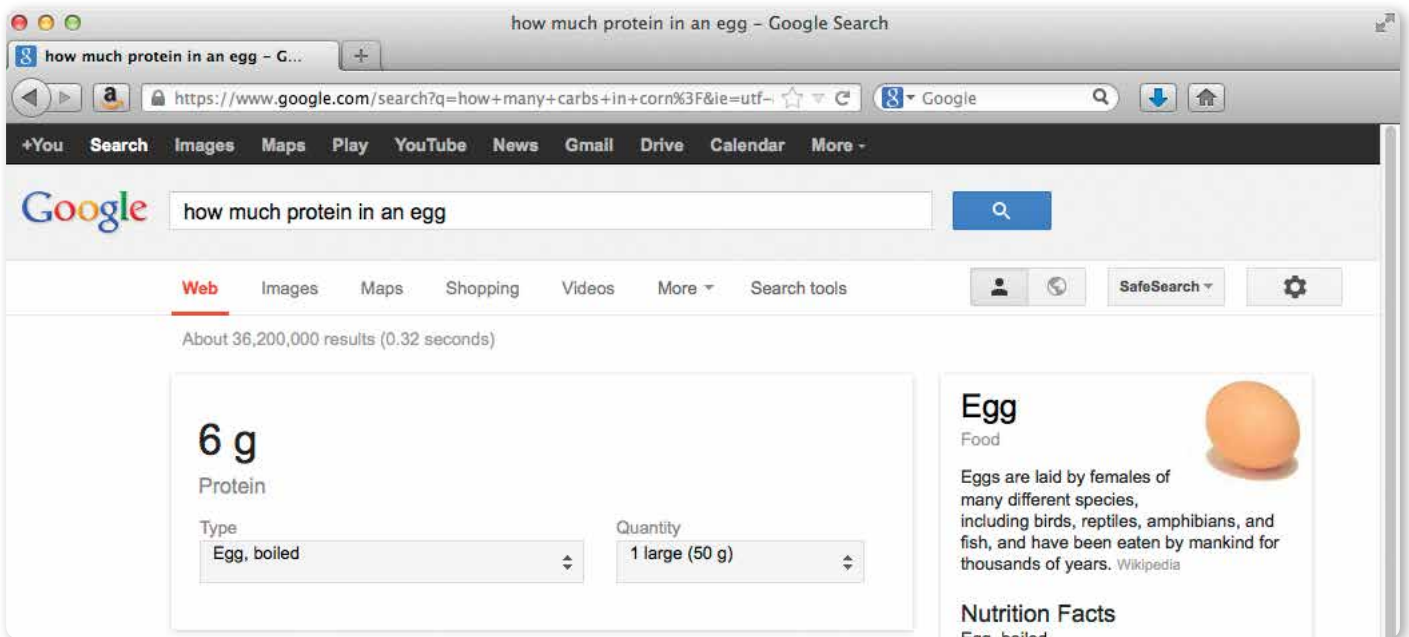 how much protein in an egg – Google Search
how much protein in an egg – G...
https://www.google.com/search?q=how+many+carbs+in+corn%3F&ie=utf-
Google
+You Search Images Maps Play YouTube News Gmail Drive Calendar More
Google
how much protein in an egg
Web Images Maps Shopping Videos More Search tools
SafeSearch
About 36,200,000 results (0.32 seconds)
6 g
Protein
Type
Egg, boiled
Quantity
1 large (50 g)
Egg
Food
Eggs are laid by females of
many different species,
including birds, reptiles, amphibians, and
fish, and have been eaten by mankind for
thousands of years. Wikipedia
Nutrition Facts
Egg, boiled